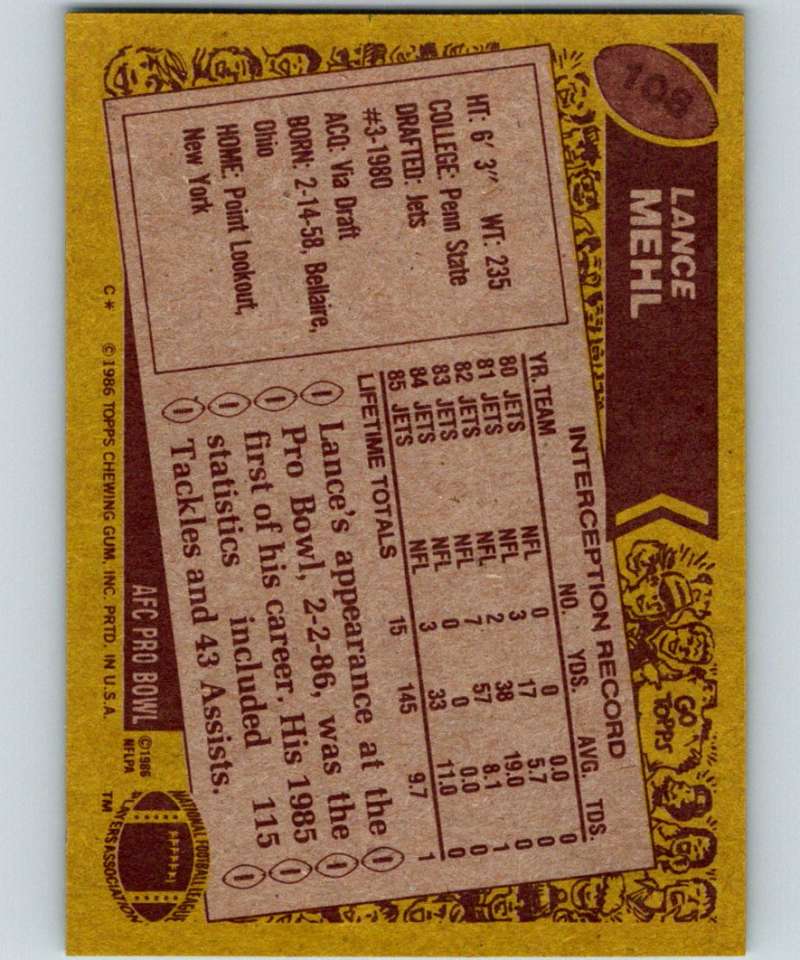 108
LANCE
MEHL
HT: 6' 3" WT: 235
COLLEGE: Penn State
DRAFTED: Jets
#3-1980
ACQ: Via Draft
BORN: 2-14-58, Bellaire,
Ohio
HOME: Point Lookout,
New York
INTERCEPTION RECORD
YR. TEAM NO. YDS. AVG. TDS.
80 JETS NFL 0 0 0.0 0
81 JETS NFL 3 17 5.7 0
82 JETS NFL 2 38 19.0 1
83 JETS NFL 7 57 8.1 0
84 JETS NFL 0 0 0.0 0
85 JETS NFL 3 33 11.0 0
LIFETIME TOTALS 15 145 9.7 1
Lance's appearance at the
Pro Bowl, 2-2-86, was the
first of his career. His 1985
statistics included 115
Tackles and 43 Assists.
GO
TOPPS
AFC PRO BOWL
©1986
NFLPA
C* ©1986 TOPPS CHEWING GUM, INC. PRTD. IN U.S.A.
TM
NATIONAL FOOTBALL LEAGUE
PLAYERS ASSOCIATION